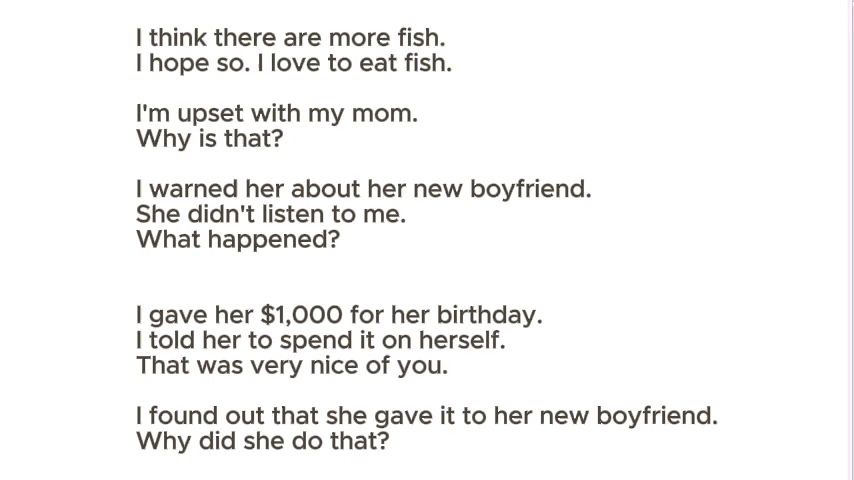 I think there are more fish.
I hope so. I love to eat fish.
I'm upset with my mom.
Why is that?
I warned her about her new boyfriend.
She didn't listen to me.
What happened?
I gave her $1,000 for her birthday.
I told her to spend it on herself.
That was very nice of you.
I found out that she gave it to her new boyfriend.
Why did she do that?